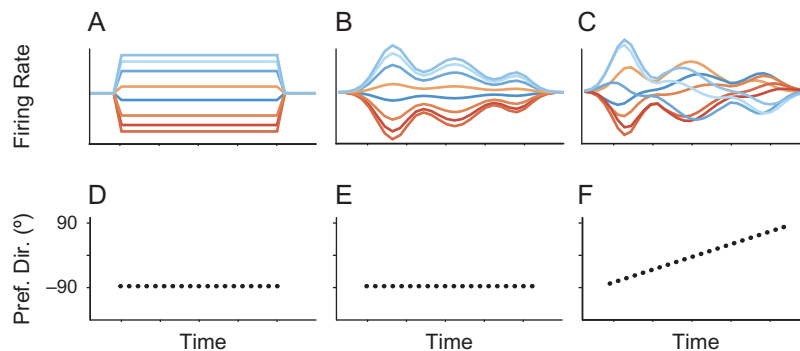 A B C
Firing Rate
D E F
Pref. Dir. (º)
90
–90
Time Time Time